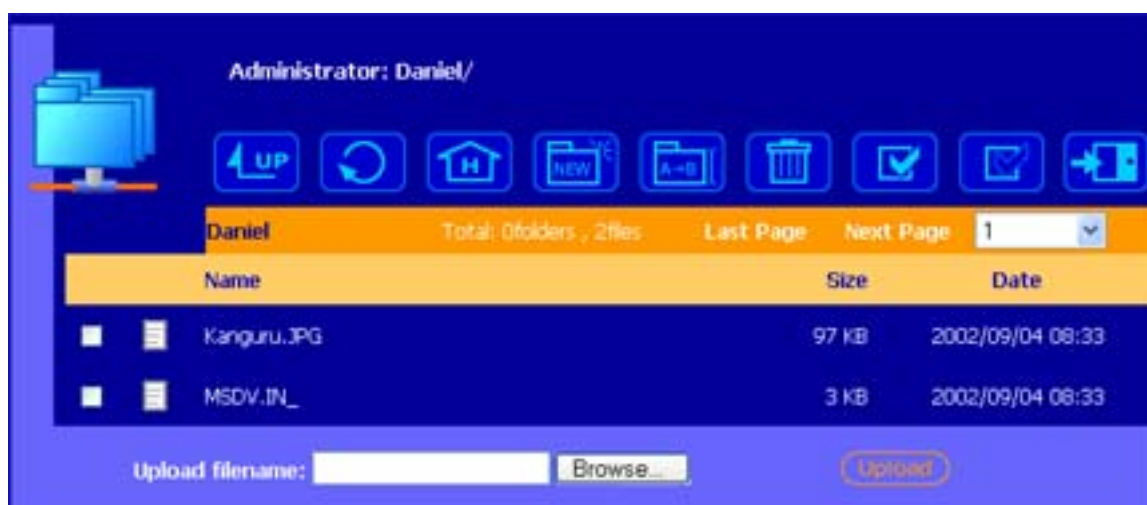 Administrator: Daniel/
UP H NEW A→B
Daniel Total: 0folders , 2files Last Page Next Page 1
Name Size Date
Kanguru.JPG 97 KB 2002/09/04 08:33
MSDV.IN_ 3 KB 2002/09/04 08:33
Upload filename: Browse... Upload